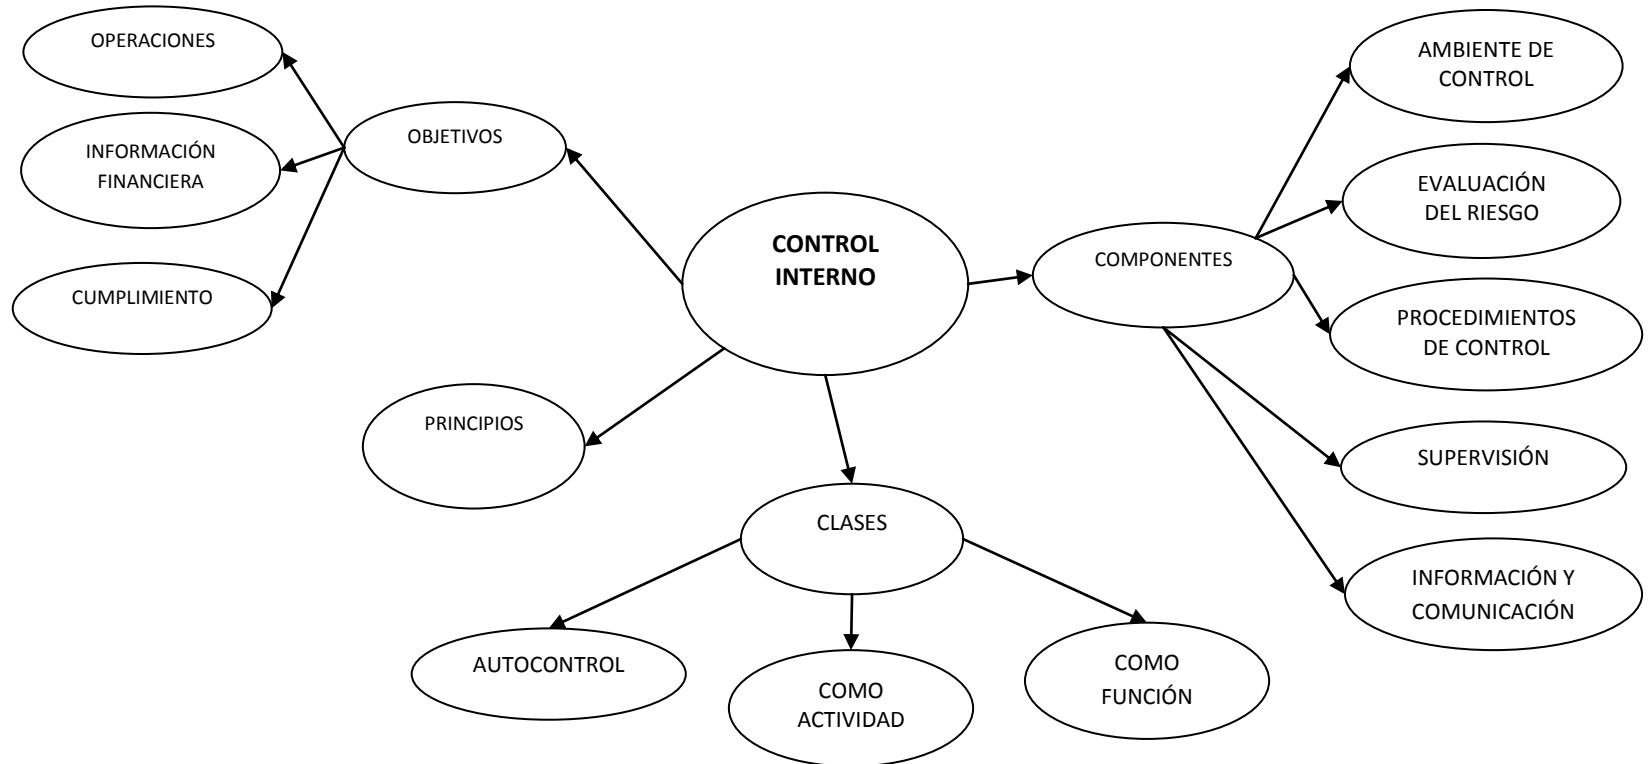 OPERACIONES
INFORMACIÓN
FINANCIERA
CUMPLIMIENTO
OBJETIVOS
CONTROL
INTERNO
PRINCIPIOS
CLASES
AUTOCONTROL
COMO
ACTIVIDAD
COMO
FUNCIÓN
COMPONENTES
AMBIENTE DE
CONTROL
EVALUACIÓN
DEL RIESGO
PROCEDIMIENTOS
DE CONTROL
SUPERVISIÓN
INFORMACIÓN Y
COMUNICACIÓN